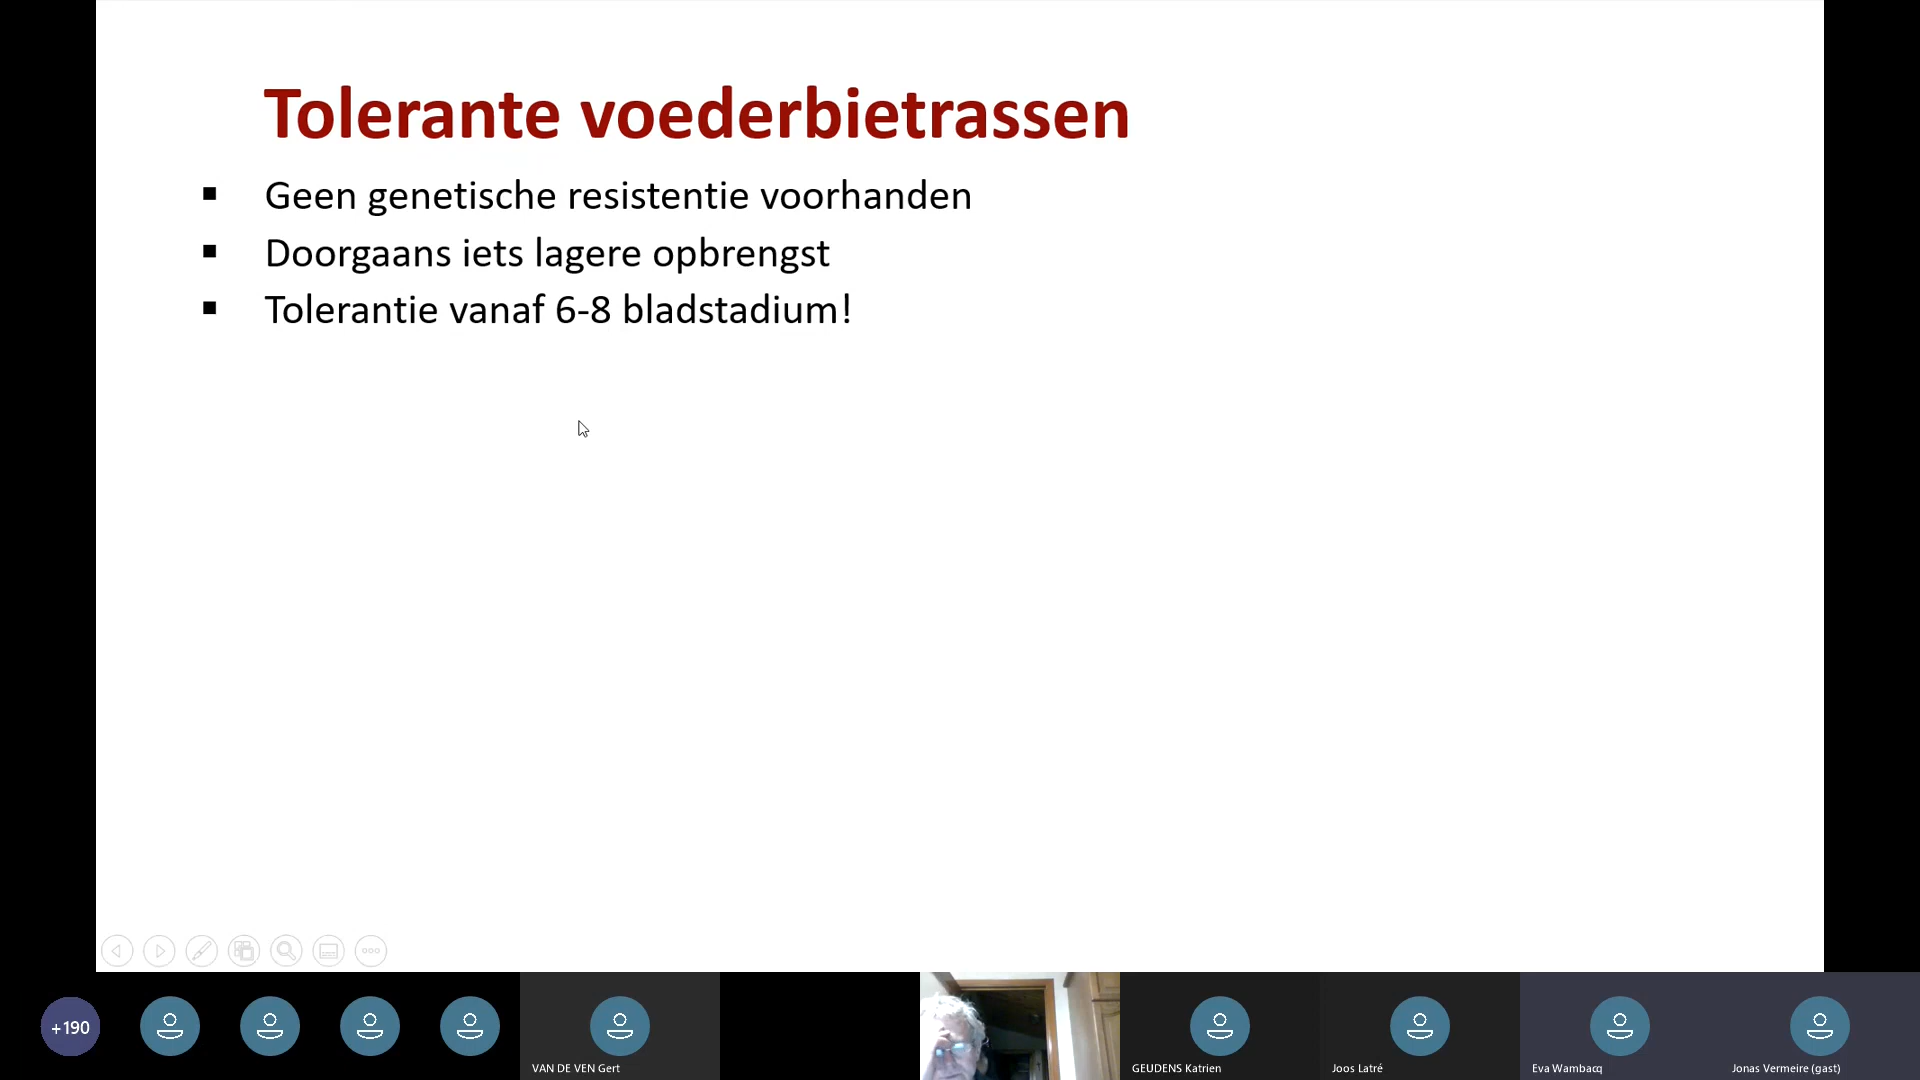 Tolerante voederbietrassen
▪ Geen genetische resistentie voorhanden
▪ Doorgaans iets lagere opbrengst
▪ Tolerantie vanaf 6-8 bladstadium!
+190
VAN DE VEN Gert
GEUDENS Katrien
Joos Latré
Eva Wambacq
Jonas Vermeire (gast)